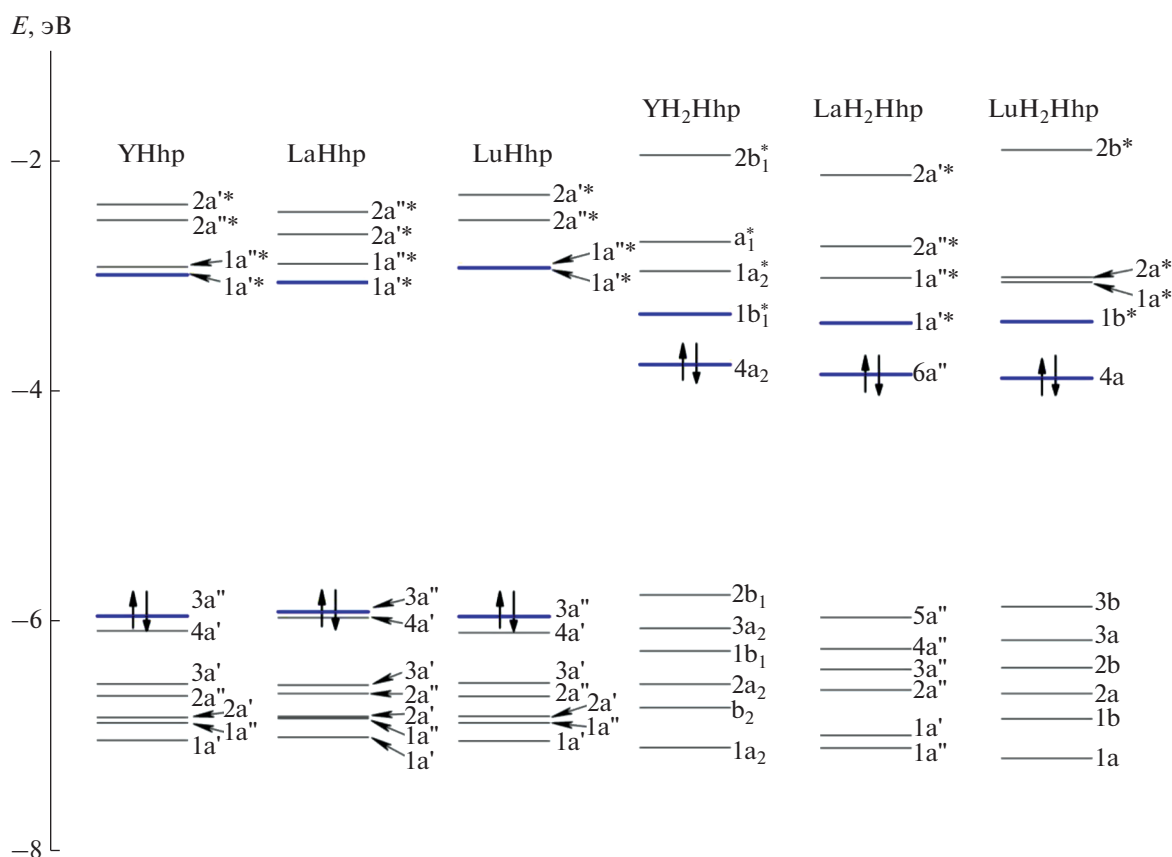 E, эВ
−2
−4
−6
−8
YHhp
2a'*
2a"*
1a"*
1a'*
3a"
4a'
3a'
2a"
2a'
1a"
1a'
LaHhp
2a"*
2a'*
1a"*
1a'*
3a"
4a'
3a'
2a"
2a'
1a"
1a'
LuHhp
2a'*
2a"*
1a"*
1a'*
3a"
4a'
3a'
2a"
2a'
1a"
1a'
YH₂Hhp
2b₁*
a₁*
1a₂*
1b₁*
4a₂
2b₁
3a₂
1b₁
2a₂
b₂
1a₂
LaH₂Hhp
2a'*
2a"*
1a"*
1a'*
6a"
5a"
4a"
3a"
2a"
1a'
1a"
LuH₂Hhp
2b*
2a*
1a*
1b*
4a
3b
3a
2b
2a
1b
1a